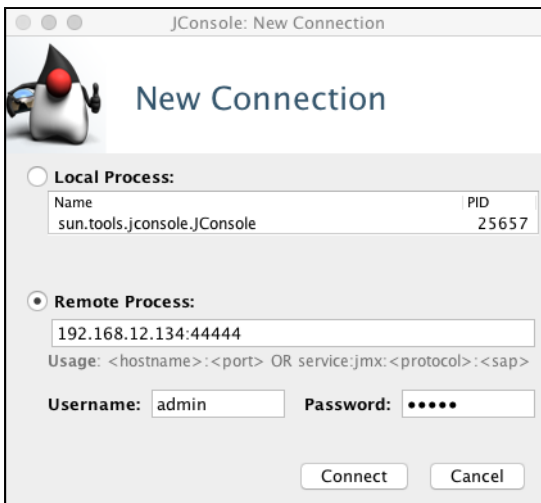 JConsole: New Connection
New Connection
Local Process:
Name PID
sun.tools.jconsole.JConsole 25657
Remote Process:
192.168.12.134:44444
Usage: <hostname>:<port> OR service:jmx:<protocol>:<sap>
Username: admin Password: •••••
Connect Cancel